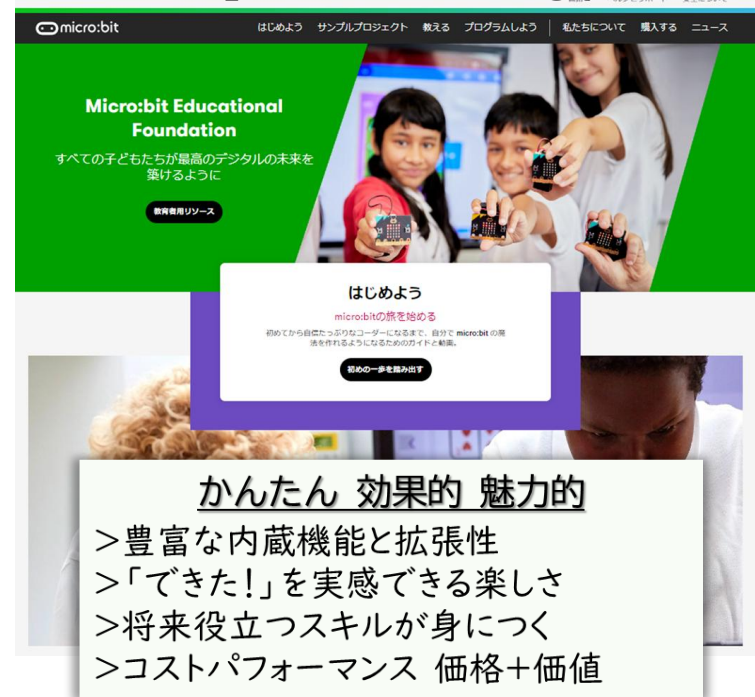 micro:bit
はじめよう サンプルプロジェクト 教える プログラムしよう 私たちについて 購入する ニュース
Micro:bit Educational
Foundation
すべての子どもたちが最高のデジタルの未来を
築けるように
教育者用リソース
はじめよう
micro:bitの旅を始める
初めてから自信たっぷりなコーダーになるまで、自分で micro:bit の魔
法を作れるようになるためのガイドと動画。
初めの一歩を踏み出す
かんたん 効果的 魅力的
>豊富な内蔵機能と拡張性
>「できた！」を実感できる楽しさ
>将来役立つスキルが身につく
>コストパフォーマンス 価格+価値